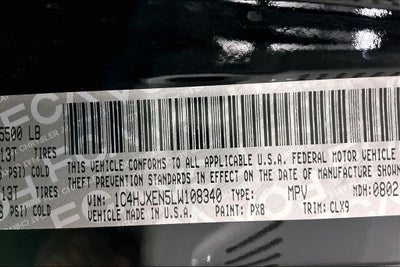 5500 LB
13T TIRES
PSI) COLD
THIS VEHICLE CONFORMS TO ALL APPLICABLE U.S.A. FEDERAL MOTOR VEHICLE
13T TIRES
THEFT PREVENTION STANDARDS IN EFFECT ON THE DATE OF MANUFACTURE SHOWN
PSI) COLD
VIN: 1C4HJXEN5LW108340 TYPE: MPV MDH: 0802
VEHICLE MADE IN U.S.A. PAINT: PX8 TRIM: CLX9